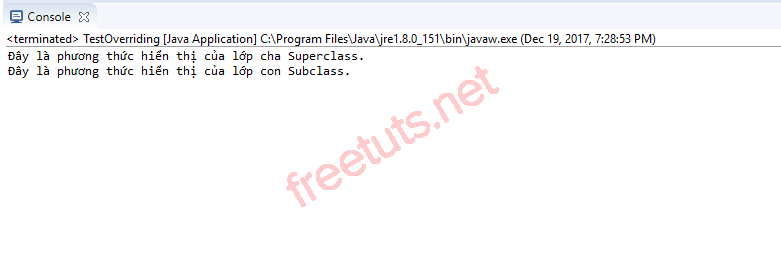 Console
<terminated> TestOverriding [Java Application] C:\Program Files\Java\jre1.8.0_151\bin\javaw.exe (Dec 19, 2017, 7:28:53 PM)
Đây là phương thức hiển thị của lớp cha Superclass.
Đây là phương thức hiển thị của lớp con Subclass.
freetuts.net